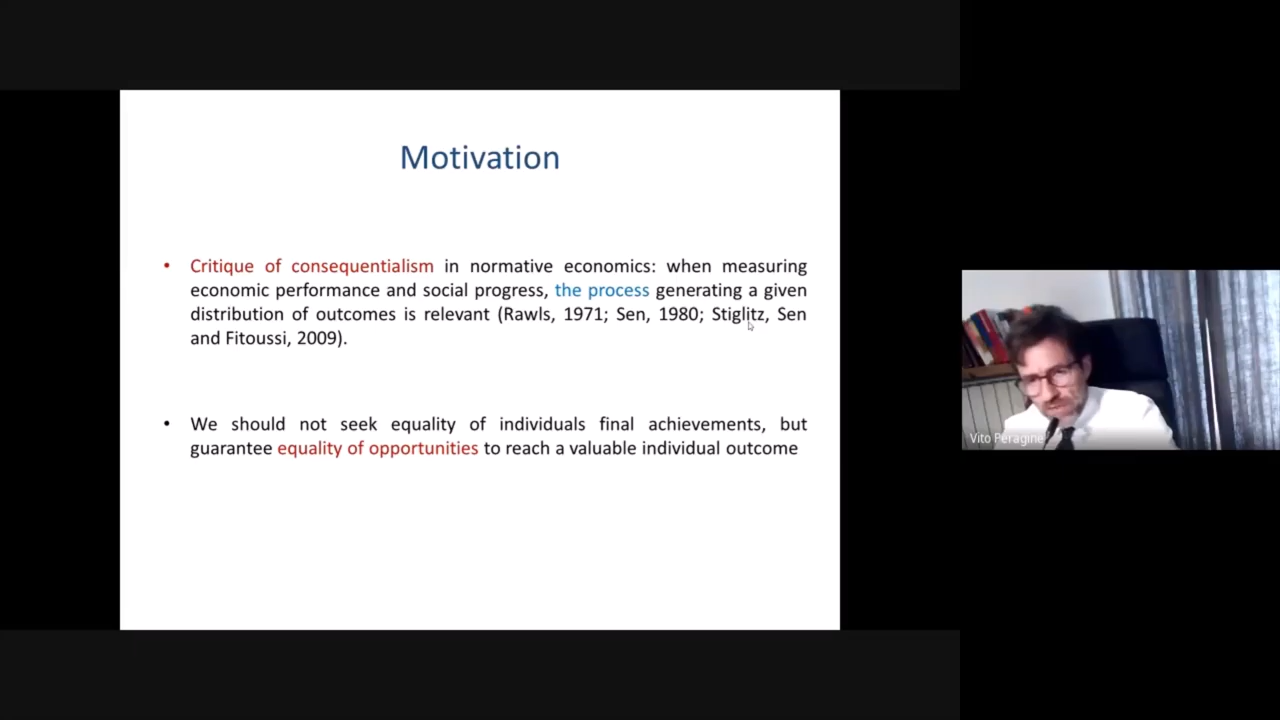 Motivation
• Critique of consequentialism in normative economics: when measuring
economic performance and social progress, the process generating a given
distribution of outcomes is relevant (Rawls, 1971; Sen, 1980; Stiglitz, Sen
and Fitoussi, 2009).
• We should not seek equality of individuals final achievements, but
guarantee equality of opportunities to reach a valuable individual outcome
Vito Peragine